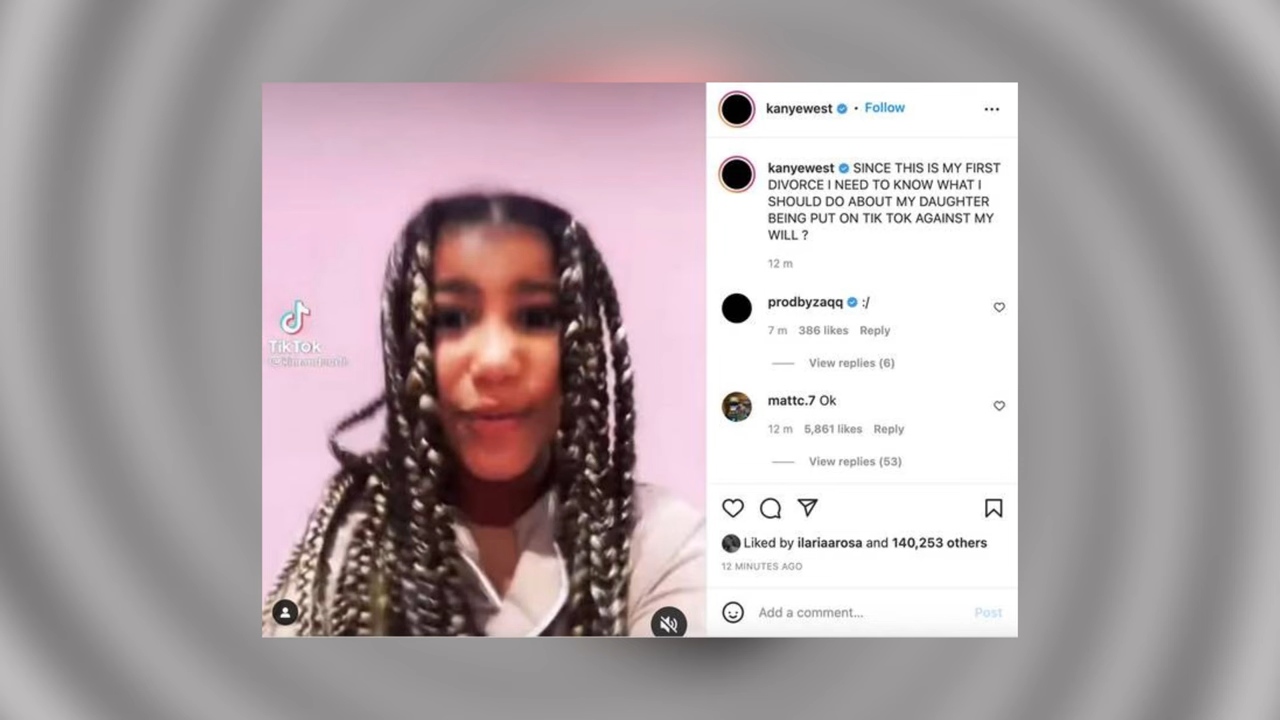 TikTok
kanyewest • Follow
kanyewest SINCE THIS IS MY FIRST
DIVORCE I NEED TO KNOW WHAT I
SHOULD DO ABOUT MY DAUGHTER
BEING PUT ON TIK TOK AGAINST MY
WILL ?
12 m
prodbyzaqq :/
7 m 386 likes Reply
View replies (6)
mattc.7 Ok
12 m 5,861 likes Reply
View replies (53)
Liked by ilariaarosa and 140,253 others
12 MINUTES AGO
Add a comment... Post